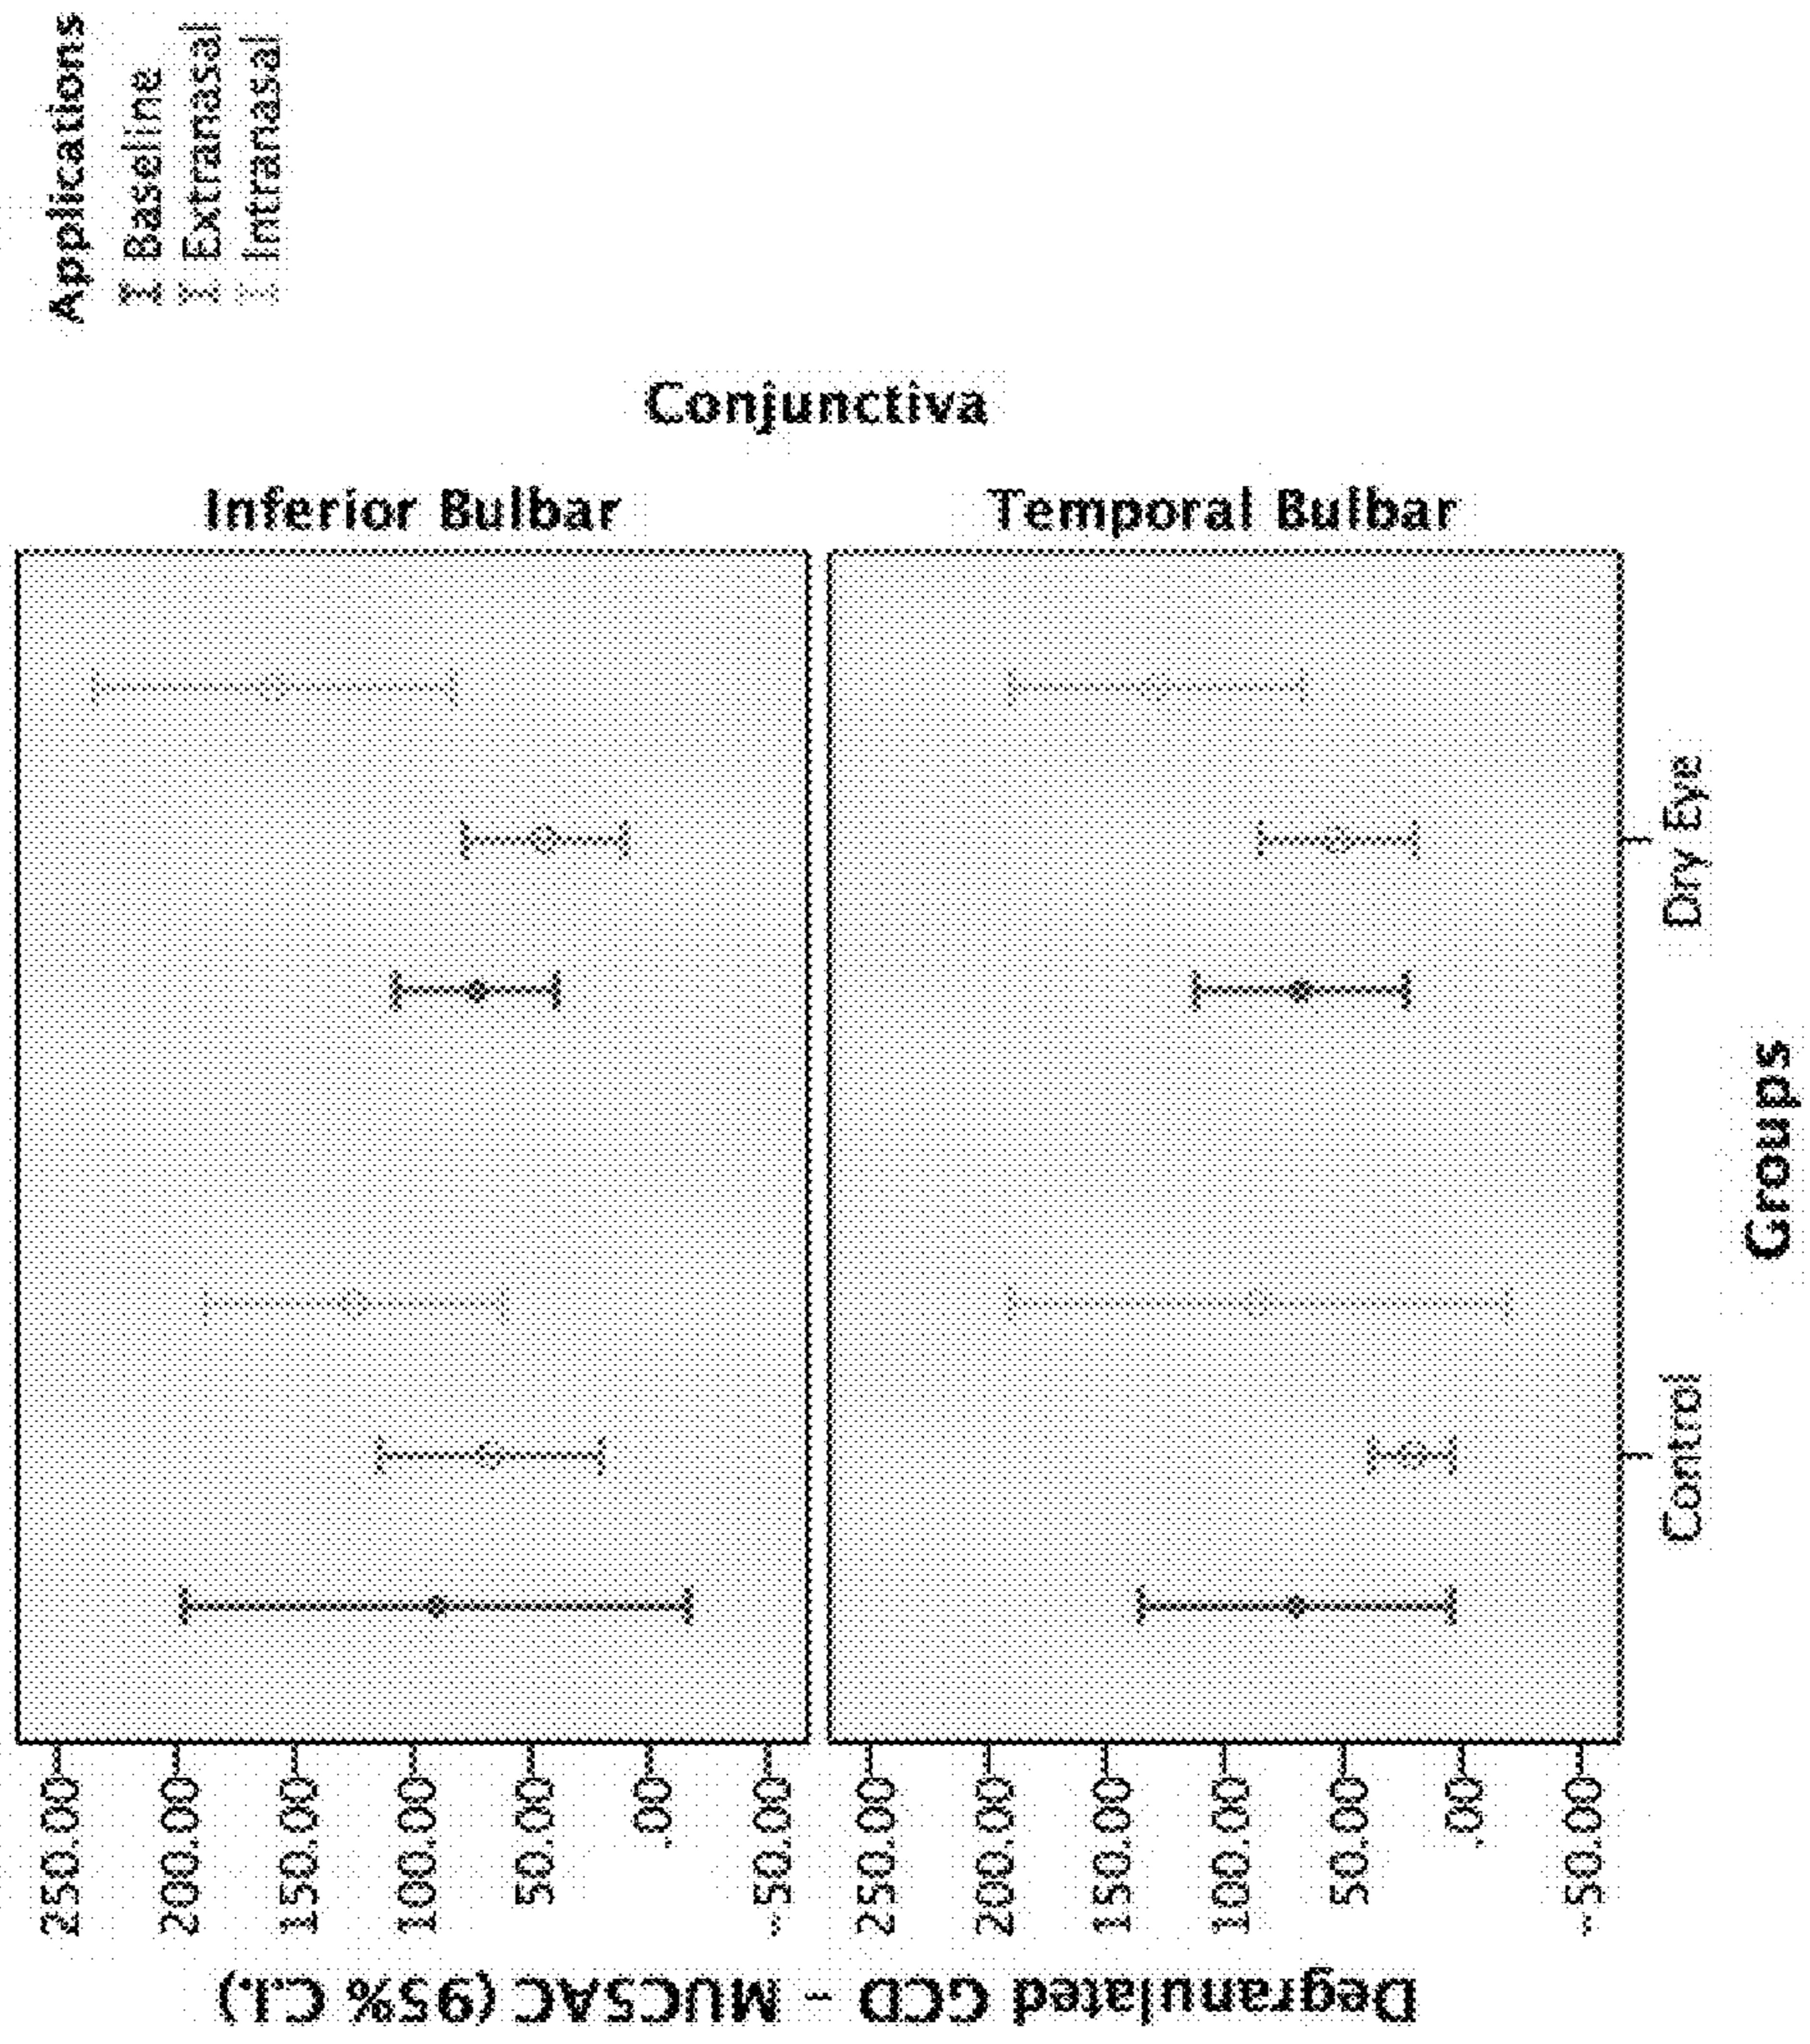 Applications
Baseline
Extranasal
Intranasal
Conjunctiva
Inferior Bulbar
Temporal Bulbar
Degranulated GCD - MUC5AC (95% C.I.)
250.00
200.00
150.00
100.00
50.00
.00
-50.00
250.00
200.00
150.00
100.00
50.00
.00
-50.00
Control
Dry Eye
Groups